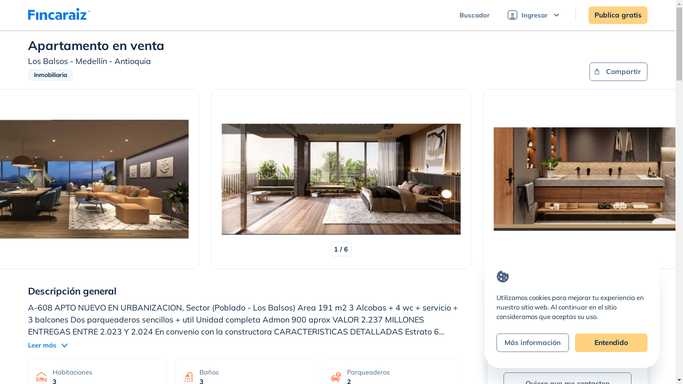 Fincaraiz
Buscador
Ingresar
Publica gratis
Apartamento en venta
Los Balsos - Medellín - Antioquia
Inmobiliaria
Compartir
1 / 6
Descripción general
A-608 APTO NUEVO EN URBANIZACION, Sector (Poblado - Los Balsos) Area 191 m2 3 Alcobas + 4 wc + servicio +
3 balcones Dos parqueaderos sencillos + util Unidad completa Admon 900 aprox VALOR 2.237 MILLONES
ENTREGAS ENTRE 2.023 Y 2.024 En convenio con la constructora CARACTERISTICAS DETALLADAS Estrato 6...
Leer más
Habitaciones
3
Baños
3
Parqueaderos
2
Utilizamos cookies para mejorar tu experiencia en
nuestro sitio web. Al continuar en el sitio
consideramos que aceptas su uso.
Más información
Entendido
Quiero que me contacten